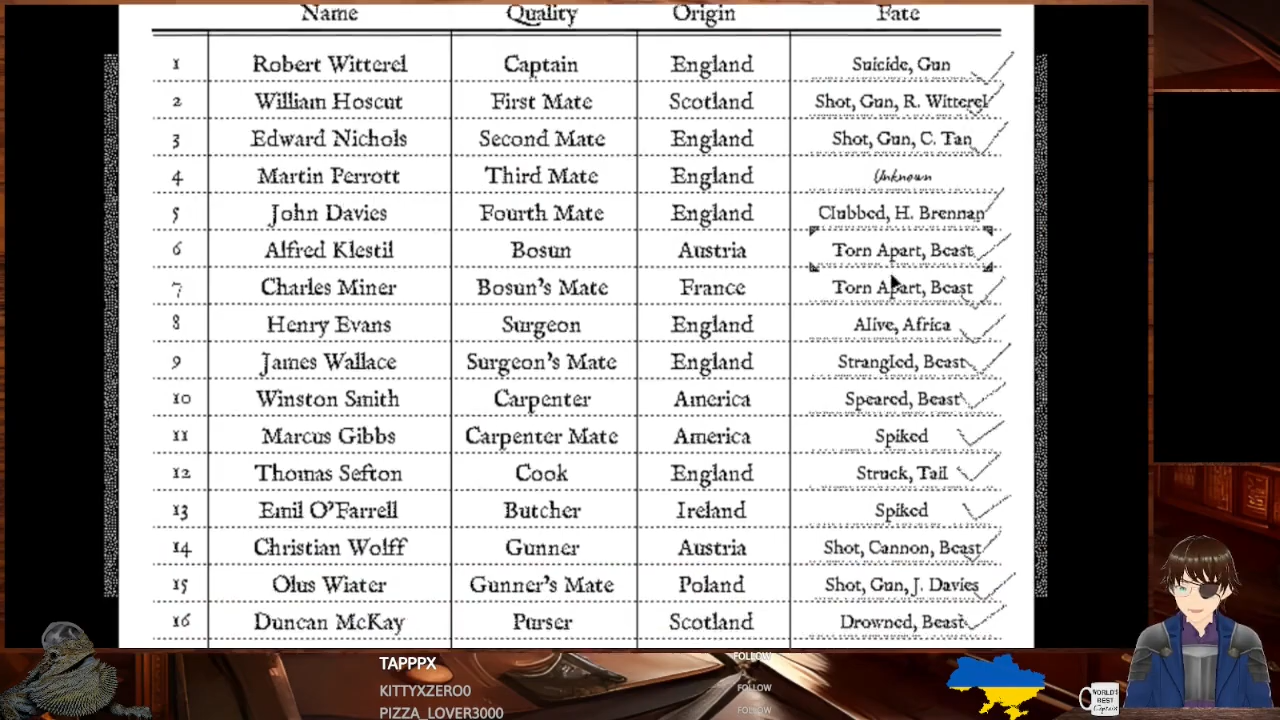 Name Quality Origin Fate
1 Robert Witterel Captain England Suicide, Gun
2 William Hoscut First Mate Scotland Shot, Gun, R. Witterel
3 Edward Nichols Second Mate England Shot, Gun, C. Tan
4 Martin Perrott Third Mate England Unknown
5 John Davies Fourth Mate England Clubbed, H. Brennan
6 Alfred Klestil Bosun Austria Torn Apart, Beast
7 Charles Miner Bosun's Mate France Torn Apart, Beast
8 Henry Evans Surgeon England Alive, Africa
9 James Wallace Surgeon's Mate England Strangled, Beast
10 Winston Smith Carpenter America Speared, Beast
11 Marcus Gibbs Carpenter Mate America Spiked
12 Thomas Sefton Cook England Struck, Tail
13 Emil O'Farrell Butcher Ireland Spiked
14 Christian Wolff Gunner Austria Shot, Cannon, Beast
15 Olus Wiater Gunner's Mate Poland Shot, Gun, J. Davies
16 Duncan McKay Purser Scotland Drowned, Beast
TAPPPX FOLLOW
KITTYXZERO0 FOLLOW
PIZZA_LOVER3000 FOLLOW
WORLD'S
BEST
Captain